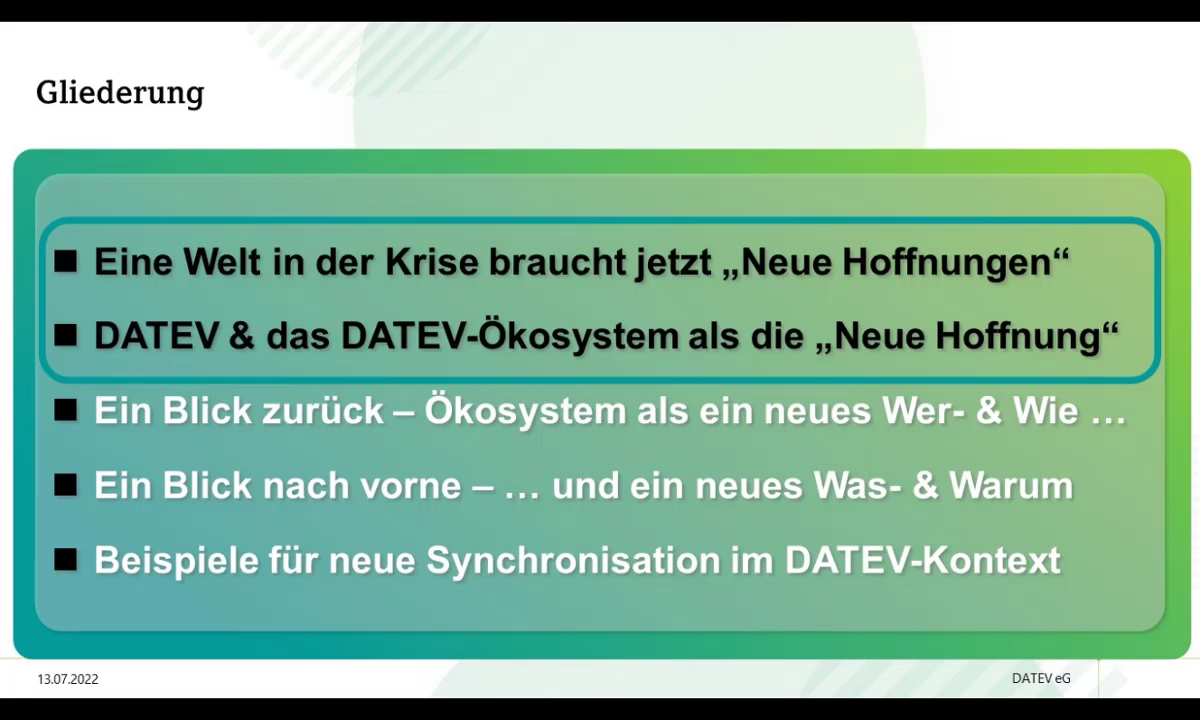 Gliederung
Eine Welt in der Krise braucht jetzt „Neue Hoffnungen“
DATEV & das DATEV-Ökosystem als die „Neue Hoffnung“
Ein Blick zurück – Ökosystem als ein neues Wer- & Wie …
Ein Blick nach vorne – … und ein neues Was- & Warum
Beispiele für neue Synchronisation im DATEV-Kontext
13.07.2022
DATEV eG